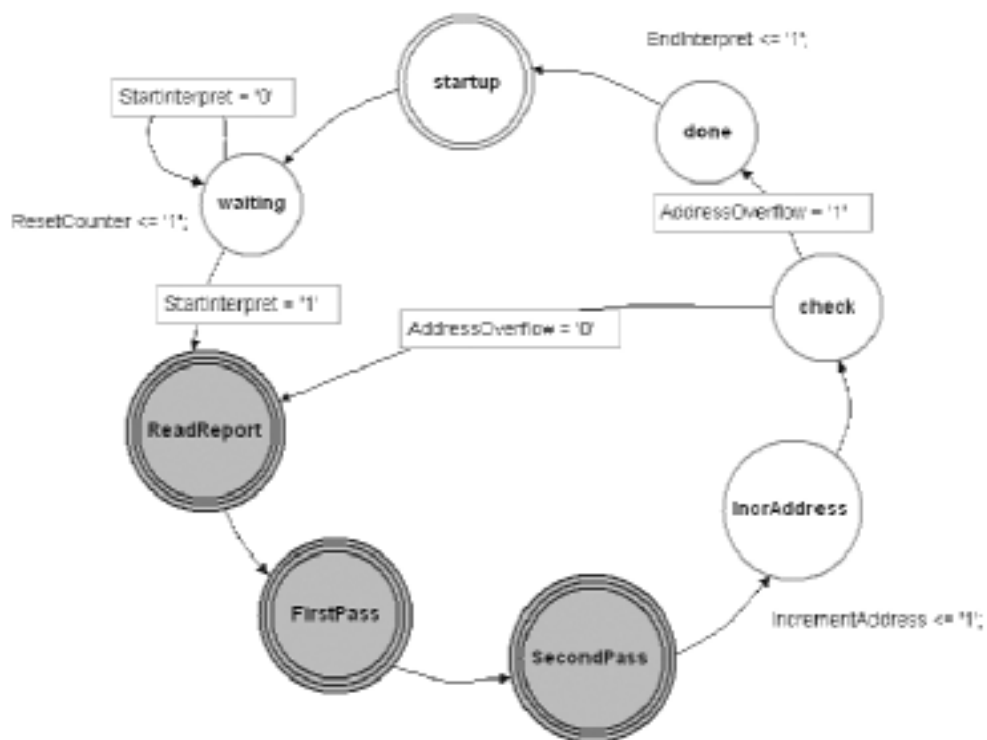 EndInterpret <= '1';
startup
StartInterpret = '0'
done
waiting
AddressOverflow = '1'
ResetCounter <= '1';
StartInterpret = '1'
check
AddressOverflow = '0'
ReadReport
IncrAddress
FirstPass
IncrementAddress <= '1';
SecondPass